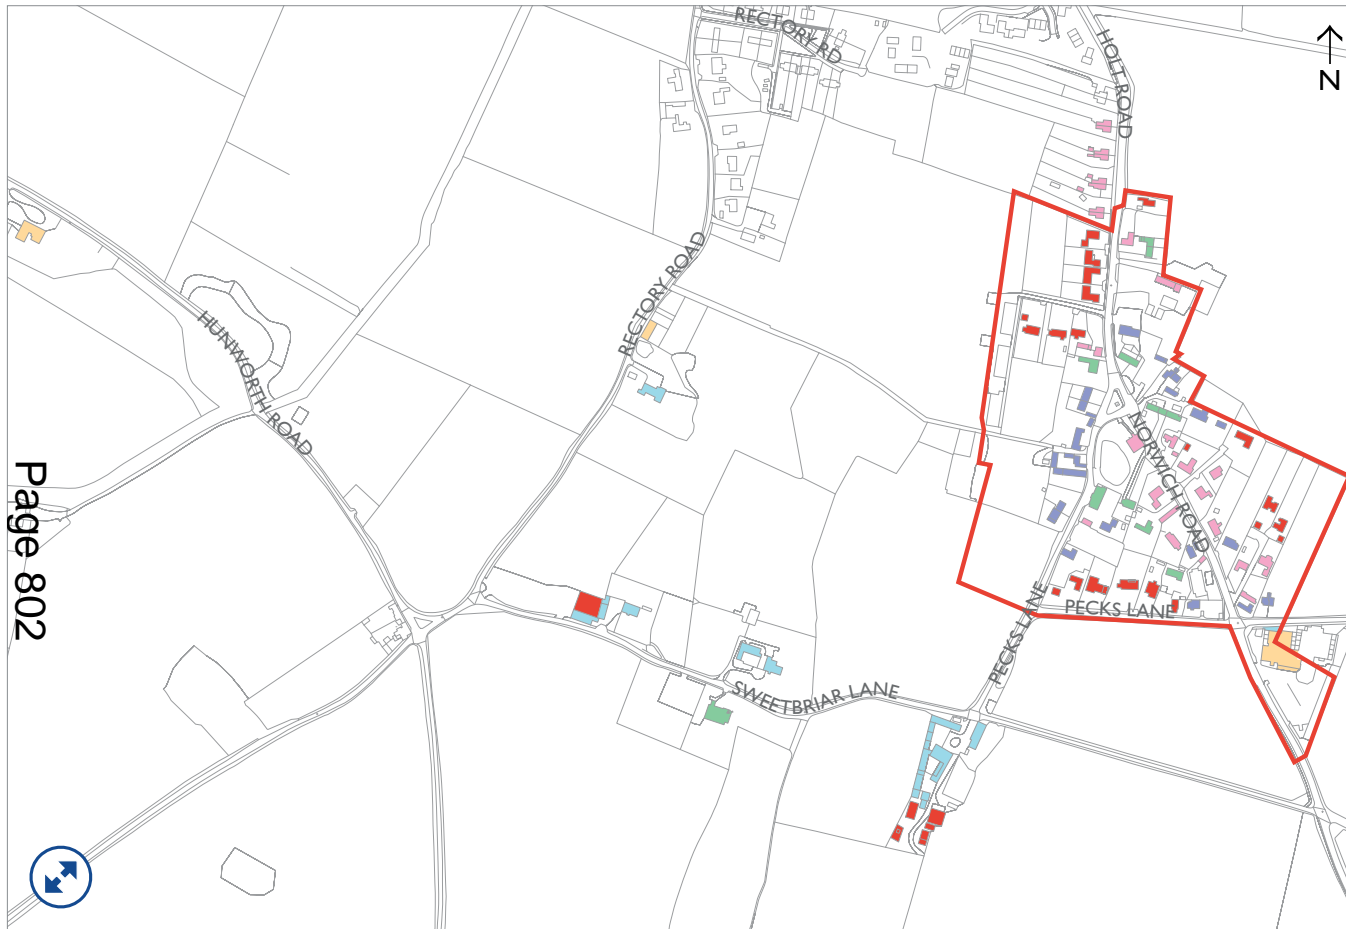 RECTORY RD
HOLT ROAD
N
RECTORY ROAD
HUNWORTH ROAD
NORWICH ROAD
Page 802
PECKS LANE
PECKS LANE
SWEETBRIAR LANE